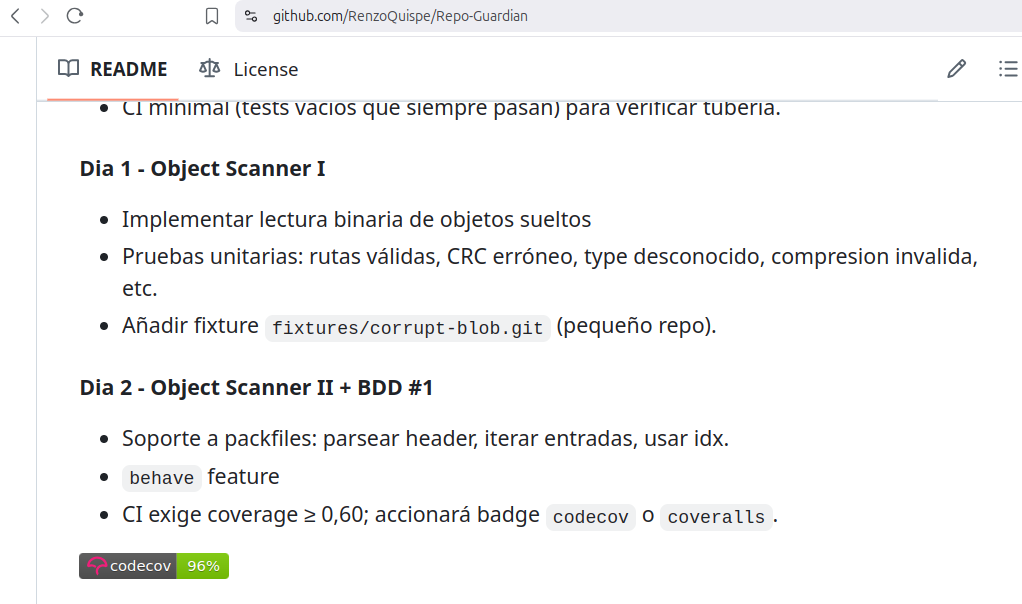 github.com/RenzoQuispe/Repo-Guardian
README License
CI minimal (tests vacios que siempre pasan) para verificar tubería.
Dia 1 - Object Scanner I
Implementar lectura binaria de objetos sueltos
Pruebas unitarias: rutas válidas, CRC erróneo, type desconocido, compresion invalida,
etc.
Añadir fixture fixtures/corrupt-blob.git (pequeño repo).
Dia 2 - Object Scanner II + BDD #1
Soporte a packfiles: parsear header, iterar entradas, usar idx.
behave feature
CI exige coverage ≥ 0,60; accionará badge codecov o coveralls.
codecov 96%